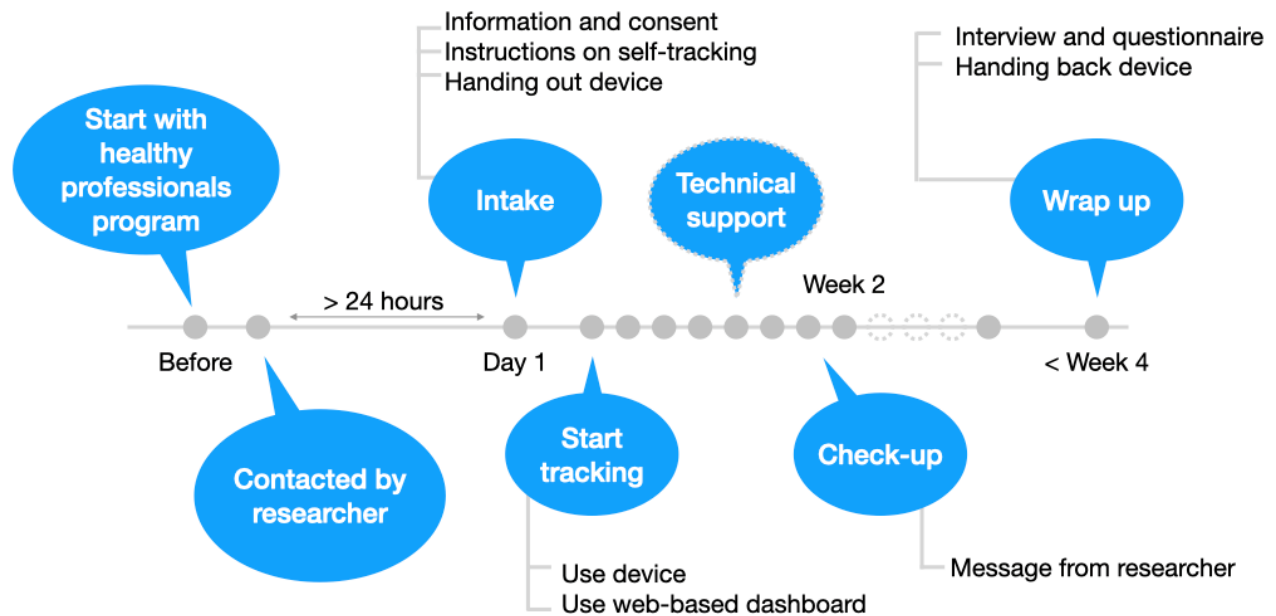 Information and consent
Instructions on self-tracking
Handing out device
Interview and questionnaire
Handing back device
Start with
healthy
professionals
program
Intake
Technical
support
Wrap up
Week 2
> 24 hours
Before
Day 1
< Week 4
Contacted by
researcher
Start
tracking
Check-up
Use device
Use web-based dashboard
Message from researcher